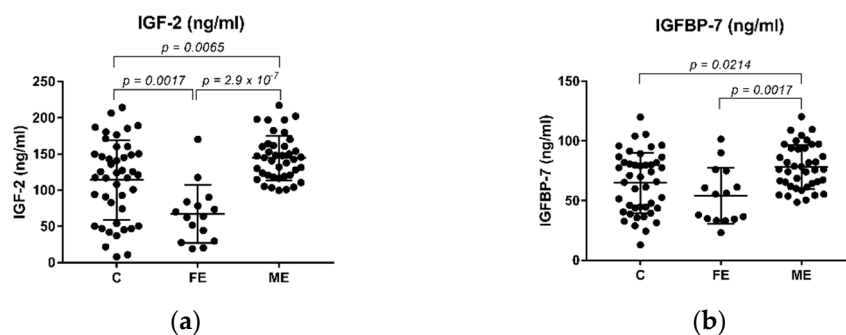 IGF-2 (ng/ml)
p = 0.0065
p = 0.0017
p = 2.9 x 10⁻⁷
250
200
150
100
50
0
IGF-2 (ng/ml)
C FE ME
(a)
IGFBP-7 (ng/ml)
p = 0.0214
p = 0.0017
150
100
50
0
IGFBP-7 (ng/ml)
C FE ME
(b)